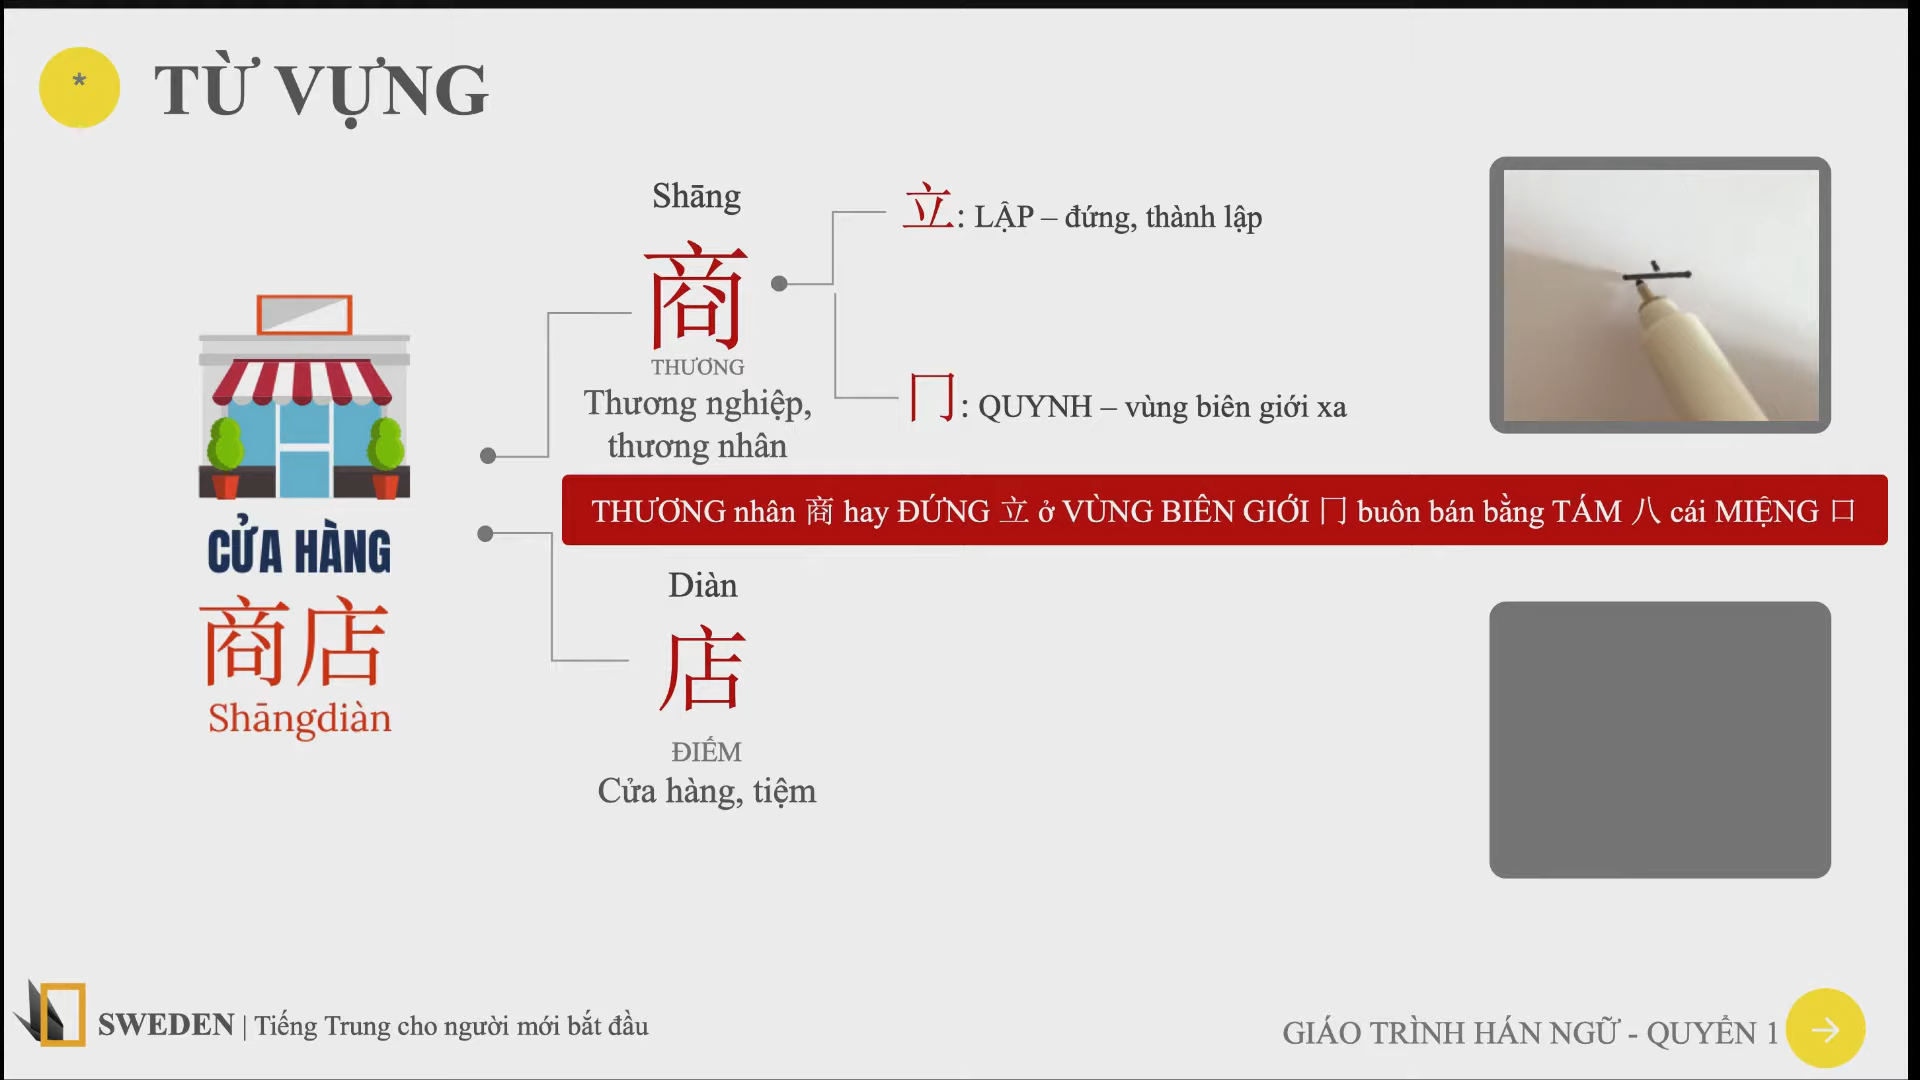 *
TỪ VỰNG
Shāng
商
THƯƠNG
Thương nghiệp,
thương nhân
立: LẬP – đứng, thành lập
冂: QUYNH – vùng biên giới xa
THƯƠNG nhân 商 hay ĐỨNG 立 ở VÙNG BIÊN GIỚI 冂 buôn bán bằng TÁM 八 cái MIỆNG 口
CỬA HÀNG
商店
Shāngdiàn
Diàn
店
ĐIẾM
Cửa hàng, tiệm
SWEDEN | Tiếng Trung cho người mới bắt đầu
GIÁO TRÌNH HÁN NGỮ - QUYỂN 1